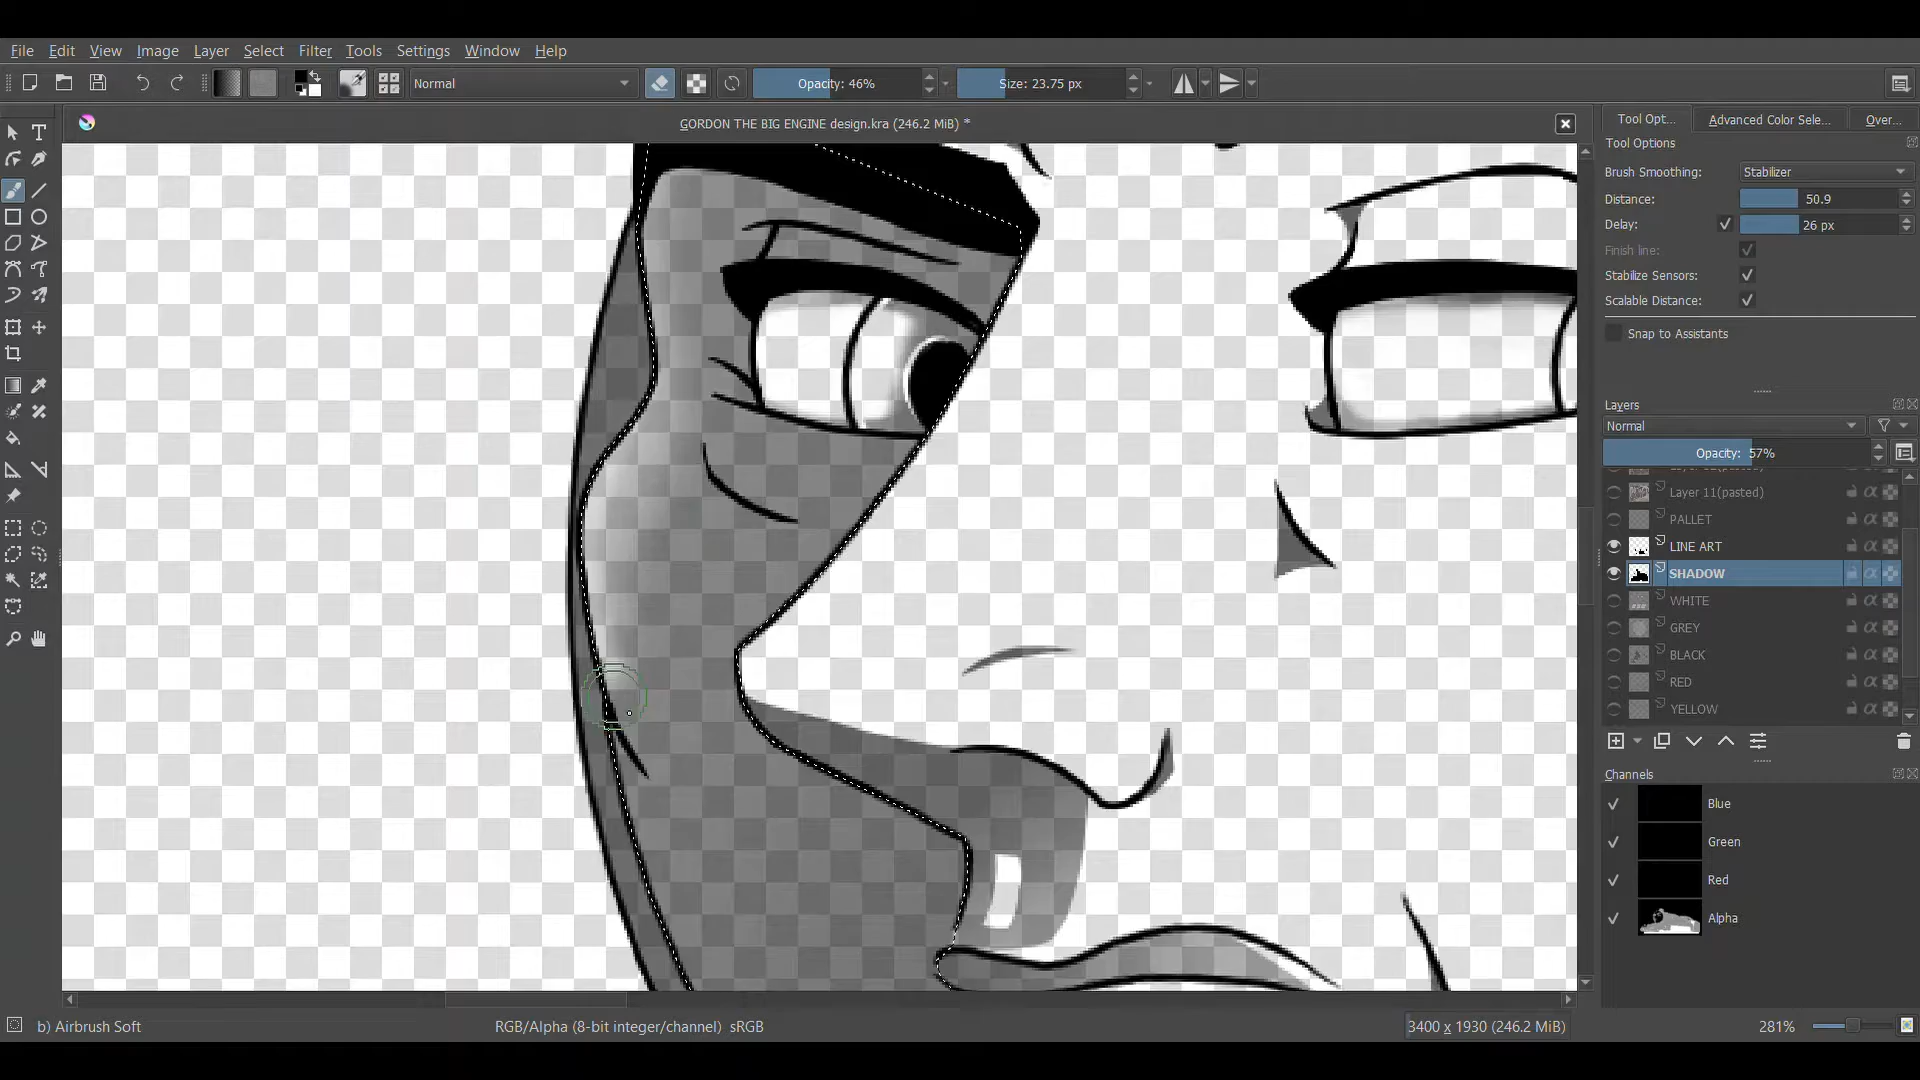 File Edit View Image Layer Select Filter Tools Settings Window Help
Normal
Opacity: 46%
Size: 23.75 px
GORDON THE BIG ENGINE design.kra (246.2 MiB) *
Tool Opt...
Advanced Color Sele...
Over...
Tool Options
Brush Smoothing: Stabilizer
Distance: 50.9
Delay: 26 px
Finish line:
Stabilize Sensors:
Scalable Distance:
Snap to Assistants
Layers
Normal
Opacity: 57%
Layer 11(pasted)
PALLET
LINE ART
SHADOW
WHITE
GREY
BLACK
RED
YELLOW
Channels
Blue
Green
Red
Alpha
b) Airbrush Soft
RGB/Alpha (8-bit integer/channel) sRGB
3400 x 1930 (246.2 MiB)
281%